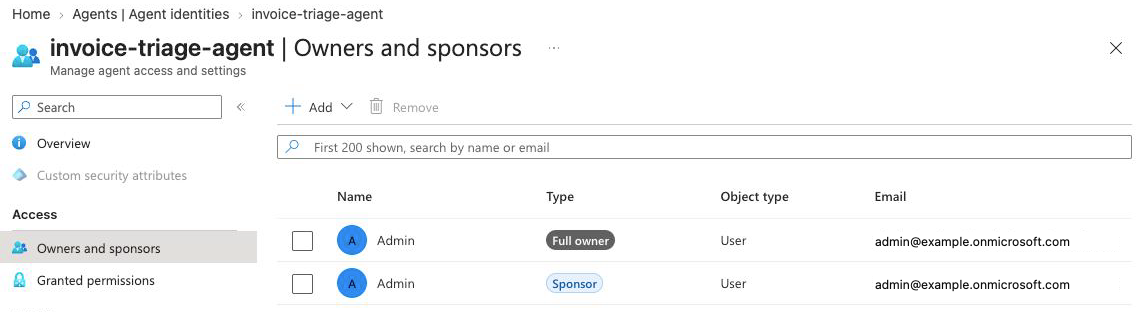 Home > Agents | Agent identities > invoice-triage-agent
invoice-triage-agent | Owners and sponsors ...
Manage agent access and settings
Search
Overview
Custom security attributes
Access
Owners and sponsors
Granted permissions
Add
Remove
First 200 shown, search by name or email
Name Type Object type Email
A Admin Full owner User admin@example.onmicrosoft.com
A Admin Sponsor User admin@example.onmicrosoft.com